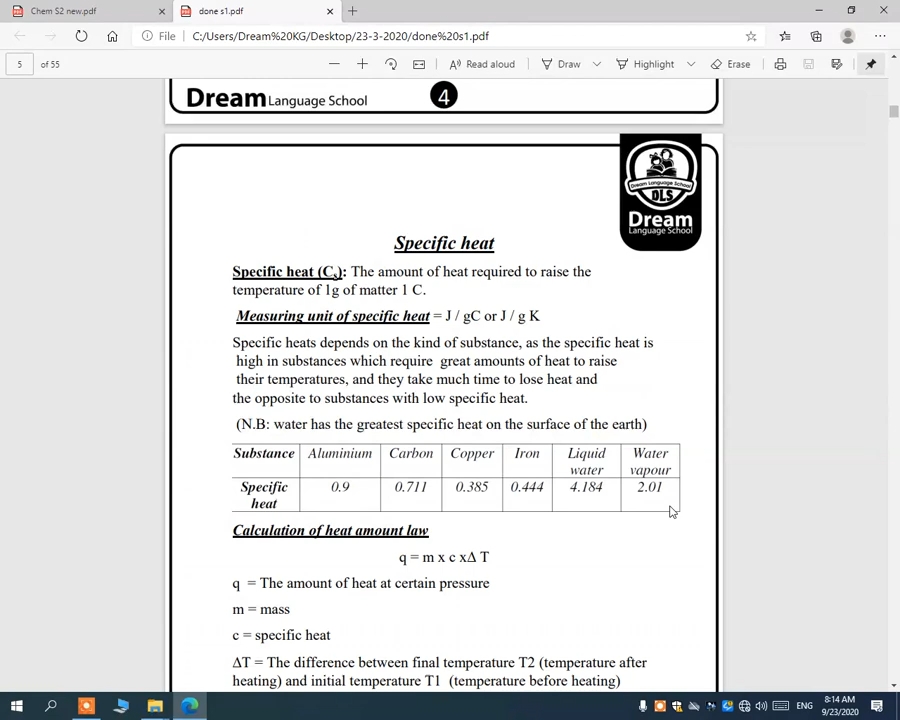 Chem S2 new.pdf
done s1.pdf
File
C:/Users/Dream%20KG/Desktop/23-3-2020/done%20s1.pdf
5 of 55
Read aloud
Draw
Highlight
Erase
Dream Language School
4
Dream Language School
DLS
Dream
Language School
Specific heat
Specific heat (Cs): The amount of heat required to raise the
temperature of 1g of matter 1 C.
Measuring unit of specific heat = J / gC or J / g K
Specific heats depends on the kind of substance, as the specific heat is
high in substances which require great amounts of heat to raise
their temperatures, and they take much time to lose heat and
the opposite to substances with low specific heat.
(N.B: water has the greatest specific heat on the surface of the earth)
Substance Aluminium Carbon Copper Iron Liquid water Water vapour
Specific heat 0.9 0.711 0.385 0.444 4.184 2.01
Calculation of heat amount law
q = m x c xΔ T
q = The amount of heat at certain pressure
m = mass
c = specific heat
ΔT = The difference between final temperature T2 (temperature after
heating) and initial temperature T1 (temperature before heating)
ENG
8:14 AM
9/23/2020